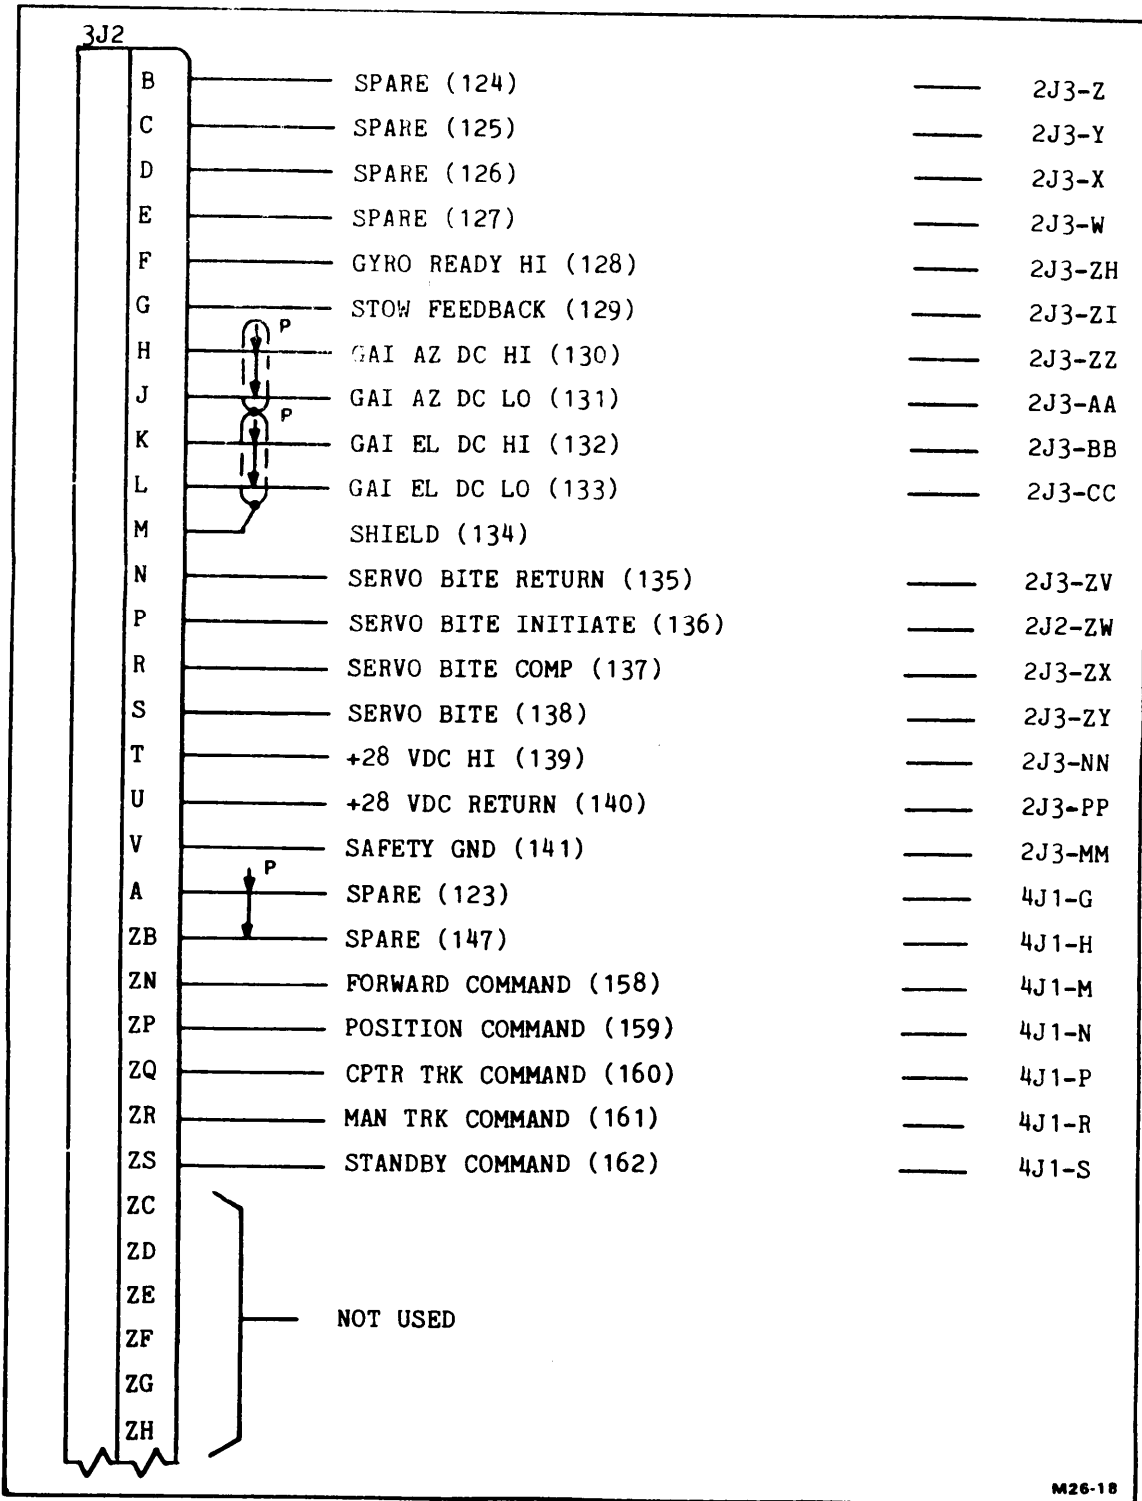 3J2
B SPARE (124) 2J3-Z
C SPARE (125) 2J3-Y
D SPARE (126) 2J3-X
E SPARE (127) 2J3-W
F GYRO READY HI (128) 2J3-ZH
G STOW FEEDBACK (129) 2J3-ZI
P
H GAI AZ DC HI (130) 2J3-ZZ
J GAI AZ DC LO (131) 2J3-AA
P
K GAI EL DC HI (132) 2J3-BB
L GAI EL DC LO (133) 2J3-CC
M SHIELD (134)
N SERVO BITE RETURN (135) 2J3-ZV
P SERVO BITE INITIATE (136) 2J2-ZW
R SERVO BITE COMP (137) 2J3-ZX
S SERVO BITE (138) 2J3-ZY
T +28 VDC HI (139) 2J3-NN
U +28 VDC RETURN (140) 2J3-PP
V SAFETY GND (141) 2J3-MM
P
A SPARE (123) 4J1-G
ZB SPARE (147) 4J1-H
ZN FORWARD COMMAND (158) 4J1-M
ZP POSITION COMMAND (159) 4J1-N
ZQ CPTR TRK COMMAND (160) 4J1-P
ZR MAN TRK COMMAND (161) 4J1-R
ZS STANDBY COMMAND (162) 4J1-S
ZC
ZD
ZE
ZF NOT USED
ZG
ZH
M26-18